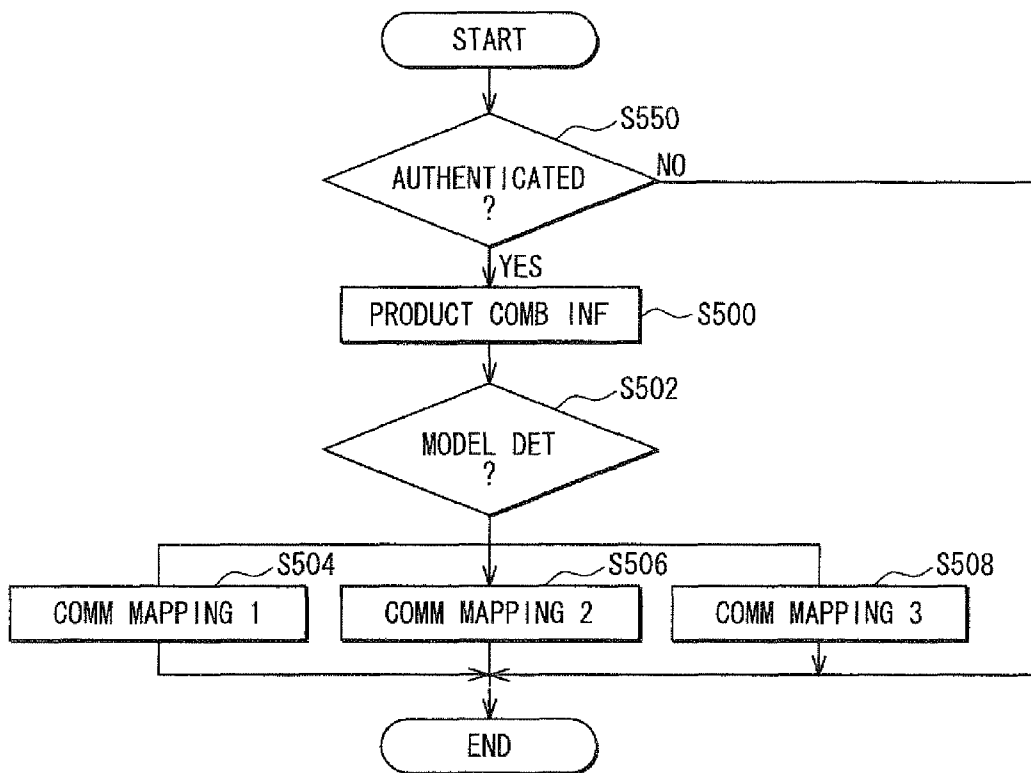 START
S550
AUTHENTICATED
?
NO
YES
PRODUCT COMB INF
S500
S502
MODEL DET
?
S504
S506
S508
COMM MAPPING 1
COMM MAPPING 2
COMM MAPPING 3
END